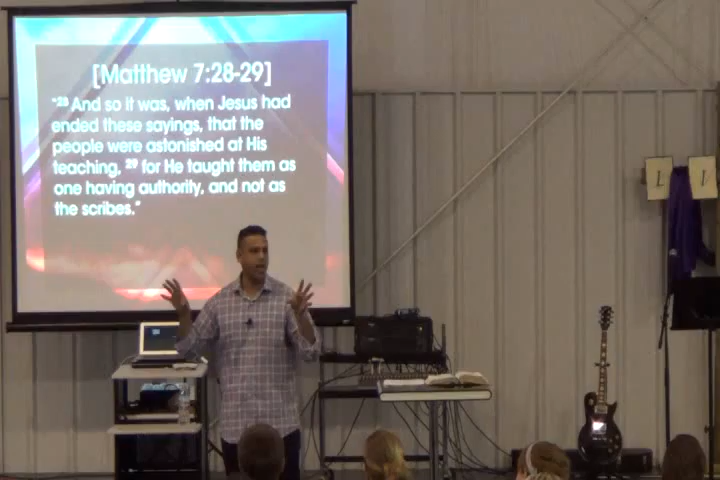 [Matthew 7:28-29]
"28 And so it was, when Jesus had
ended these sayings, that the
people were astonished at His
teaching, 29 for He taught them as
one having authority, and not as
the scribes."
L